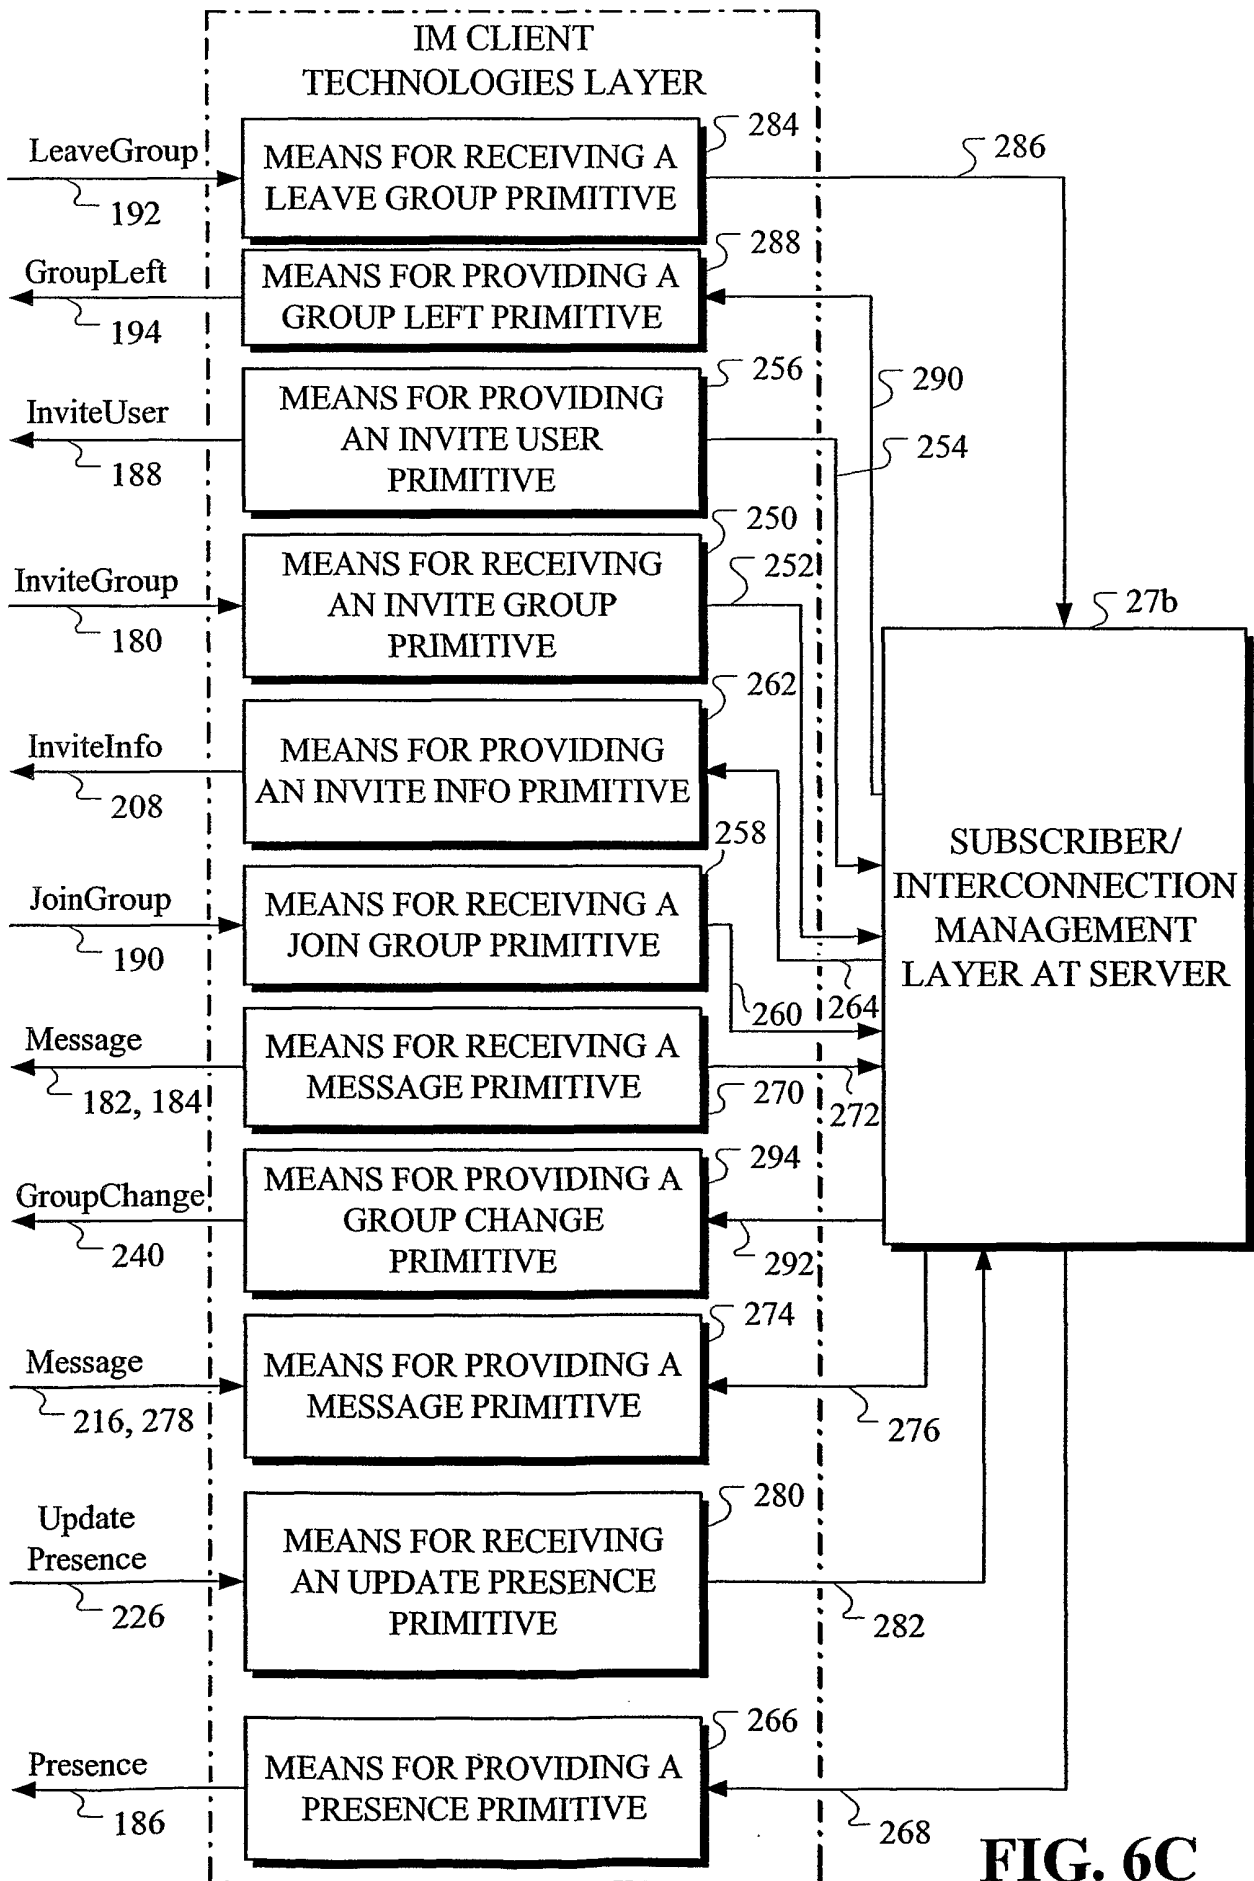 IM CLIENT
TECHNOLOGIES LAYER
LeaveGroup
192
MEANS FOR RECEIVING A
LEAVE GROUP PRIMITIVE
284
286
GroupLeft
194
MEANS FOR PROVIDING A
GROUP LEFT PRIMITIVE
288
290
InviteUser
188
MEANS FOR PROVIDING
AN INVITE USER
PRIMITIVE
256
254
InviteGroup
180
MEANS FOR RECEIVING
AN INVITE GROUP
PRIMITIVE
250
252
27b
InviteInfo
208
MEANS FOR PROVIDING
AN INVITE INFO PRIMITIVE
262
264
SUBSCRIBER/
INTERCONNECTION
MANAGEMENT
LAYER AT SERVER
JoinGroup
190
MEANS FOR RECEIVING A
JOIN GROUP PRIMITIVE
258
260
Message
182, 184
MEANS FOR RECEIVING A
MESSAGE PRIMITIVE
270
272
GroupChange
240
MEANS FOR PROVIDING A
GROUP CHANGE
PRIMITIVE
294
292
Message
216, 278
MEANS FOR PROVIDING A
MESSAGE PRIMITIVE
274
276
Update
Presence
226
MEANS FOR RECEIVING
AN UPDATE PRESENCE
PRIMITIVE
280
282
Presence
186
MEANS FOR PROVIDING A
PRESENCE PRIMITIVE
266
268
FIG. 6C